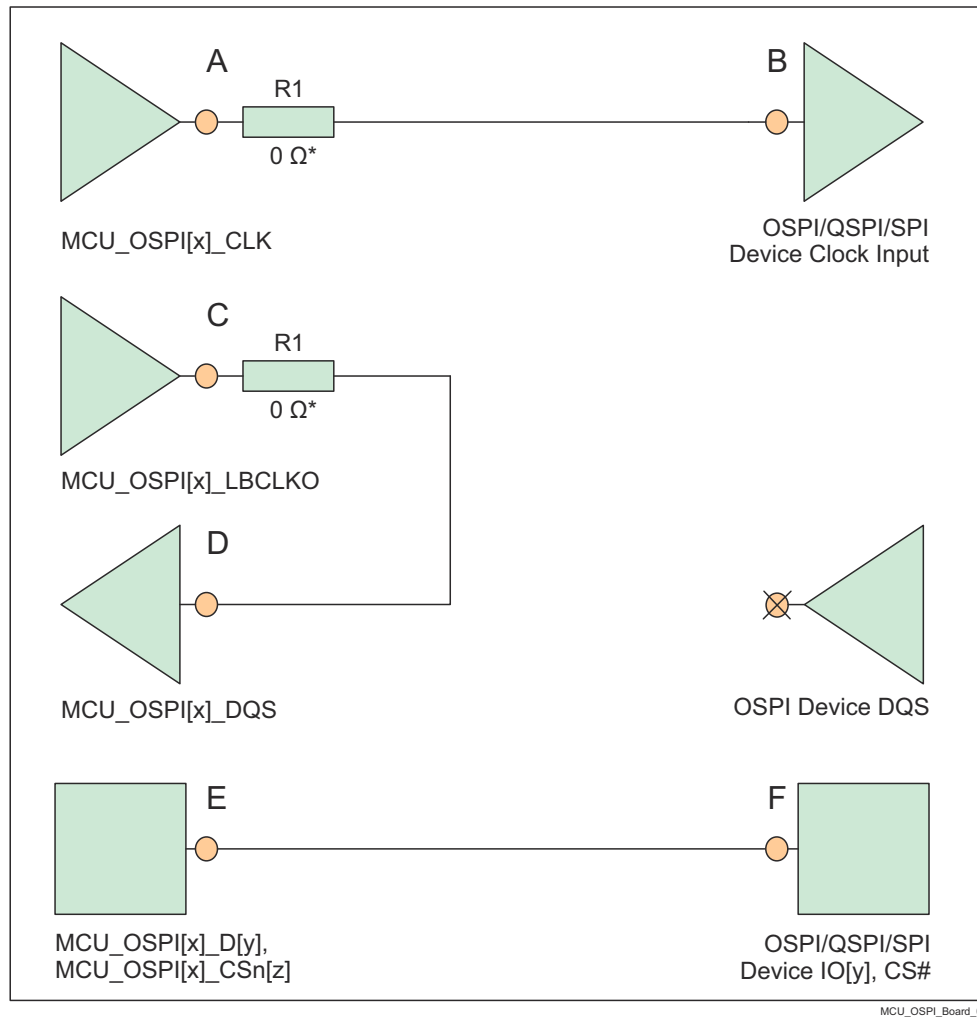 A
R1
0 Ω*
B
MCU_OSPI[x]_CLK
OSPI/QSPI/SPI
Device Clock Input
C
R1
0 Ω*
MCU_OSPI[x]_LBCLKO
D
MCU_OSPI[x]_DQS
OSPI Device DQS
E
F
MCU_OSPI[x]_D[y],
MCU_OSPI[x]_CSn[z]
OSPI/QSPI/SPI
Device IO[y], CS#
MCU_OSPI_Board_